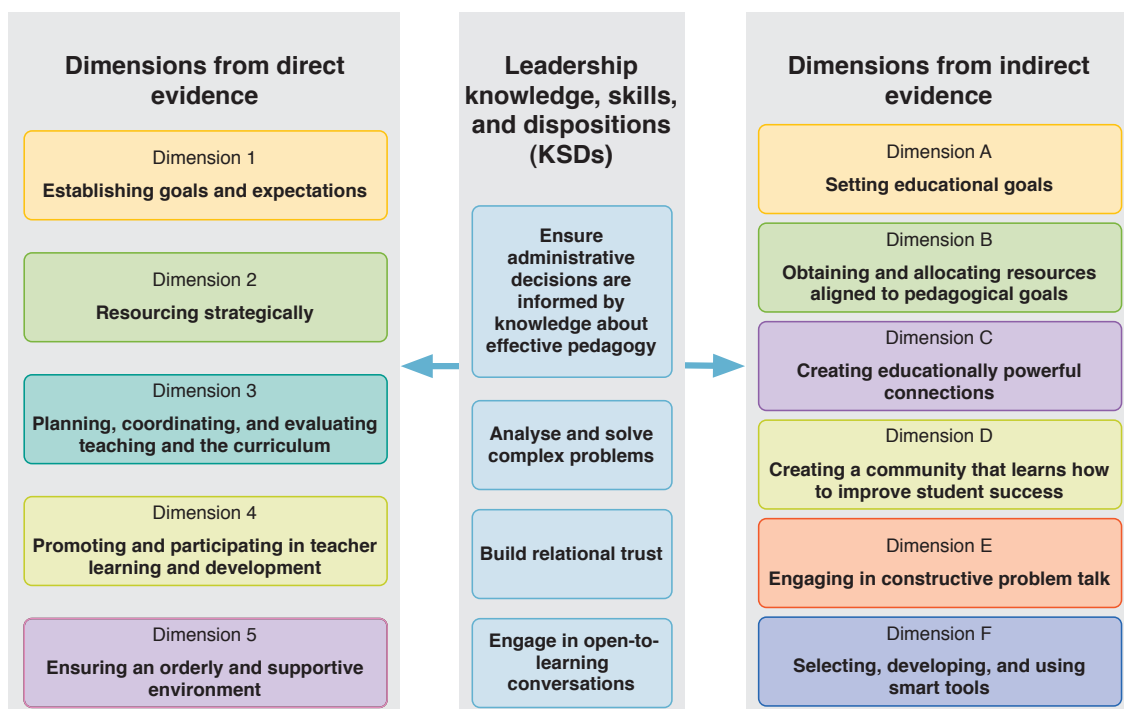 Dimensions from direct
evidence
Dimension 1
Establishing goals and expectations
Dimension 2
Resourcing strategically
Dimension 3
Planning, coordinating, and evaluating
teaching and the curriculum
Dimension 4
Promoting and participating in teacher
learning and development
Dimension 5
Ensuring an orderly and supportive
environment
Leadership
knowledge, skills,
and dispositions
(KSDs)
Ensure
administrative
decisions are
informed by
knowledge about
effective pedagogy
Analyse and solve
complex problems
Build relational trust
Engage in open-to-
learning
conversations
Dimensions from indirect
evidence
Dimension A
Setting educational goals
Dimension B
Obtaining and allocating resources
aligned to pedagogical goals
Dimension C
Creating educationally powerful
connections
Dimension D
Creating a community that learns how
to improve student success
Dimension E
Engaging in constructive problem talk
Dimension F
Selecting, developing, and using
smart tools